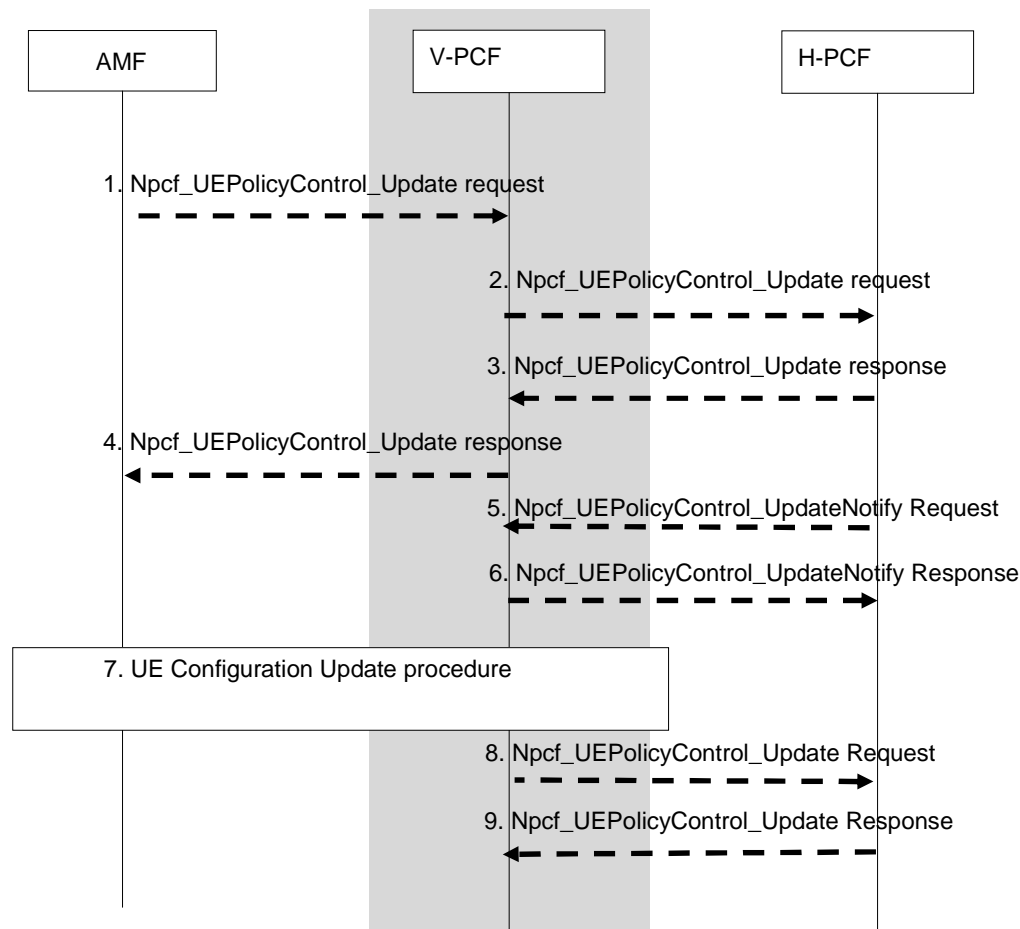 AMF
V-PCF
H-PCF
1. Npcf_UEPolicyControl_Update request
2. Npcf_UEPolicyControl_Update request
3. Npcf_UEPolicyControl_Update response
4. Npcf_UEPolicyControl_Update response
5. Npcf_UEPolicyControl_UpdateNotify Request
6. Npcf_UEPolicyControl_UpdateNotify Response
7. UE Configuration Update procedure
8. Npcf_UEPolicyControl_Update Request
9. Npcf_UEPolicyControl_Update Response